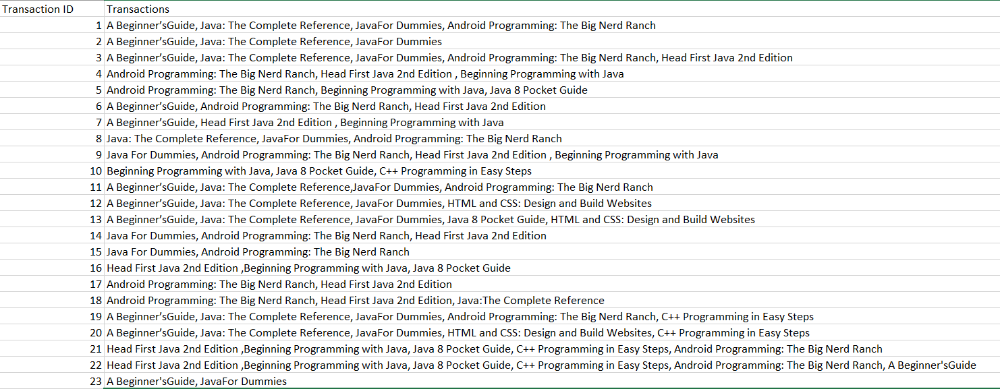 Transaction ID Transactions
1 A Beginner’sGuide, Java: The Complete Reference, JavaFor Dummies, Android Programming: The Big Nerd Ranch
2 A Beginner’sGuide, Java: The Complete Reference, JavaFor Dummies
3 A Beginner’sGuide, Java: The Complete Reference, JavaFor Dummies, Android Programming: The Big Nerd Ranch, Head First Java 2nd Edition
4 Android Programming: The Big Nerd Ranch, Head First Java 2nd Edition , Beginning Programming with Java
5 Android Programming: The Big Nerd Ranch, Beginning Programming with Java, Java 8 Pocket Guide
6 A Beginner’sGuide, Android Programming: The Big Nerd Ranch, Head First Java 2nd Edition
7 A Beginner’sGuide, Head First Java 2nd Edition , Beginning Programming with Java
8 Java: The Complete Reference, JavaFor Dummies, Android Programming: The Big Nerd Ranch
9 Java For Dummies, Android Programming: The Big Nerd Ranch, Head First Java 2nd Edition , Beginning Programming with Java
10 Beginning Programming with Java, Java 8 Pocket Guide, C++ Programming in Easy Steps
11 A Beginner’sGuide, Java: The Complete Reference,JavaFor Dummies, Android Programming: The Big Nerd Ranch
12 A Beginner’sGuide, Java: The Complete Reference, JavaFor Dummies, HTML and CSS: Design and Build Websites
13 A Beginner’sGuide, Java: The Complete Reference, JavaFor Dummies, Java 8 Pocket Guide, HTML and CSS: Design and Build Websites
14 Java For Dummies, Android Programming: The Big Nerd Ranch, Head First Java 2nd Edition
15 Java For Dummies, Android Programming: The Big Nerd Ranch
16 Head First Java 2nd Edition ,Beginning Programming with Java, Java 8 Pocket Guide
17 Android Programming: The Big Nerd Ranch, Head First Java 2nd Edition
18 Android Programming: The Big Nerd Ranch, Head First Java 2nd Edition, Java:The Complete Reference
19 A Beginner’sGuide, Java: The Complete Reference, JavaFor Dummies, Android Programming: The Big Nerd Ranch, C++ Programming in Easy Steps
20 A Beginner’sGuide, Java: The Complete Reference, JavaFor Dummies, HTML and CSS: Design and Build Websites, C++ Programming in Easy Steps
21 Head First Java 2nd Edition ,Beginning Programming with Java, Java 8 Pocket Guide, C++ Programming in Easy Steps, Android Programming: The Big Nerd Ranch
22 Head First Java 2nd Edition ,Beginning Programming with Java, Java 8 Pocket Guide, C++ Programming in Easy Steps, Android Programming: The Big Nerd Ranch, A Beginner'sGuide
23 A Beginner'sGuide, JavaFor Dummies